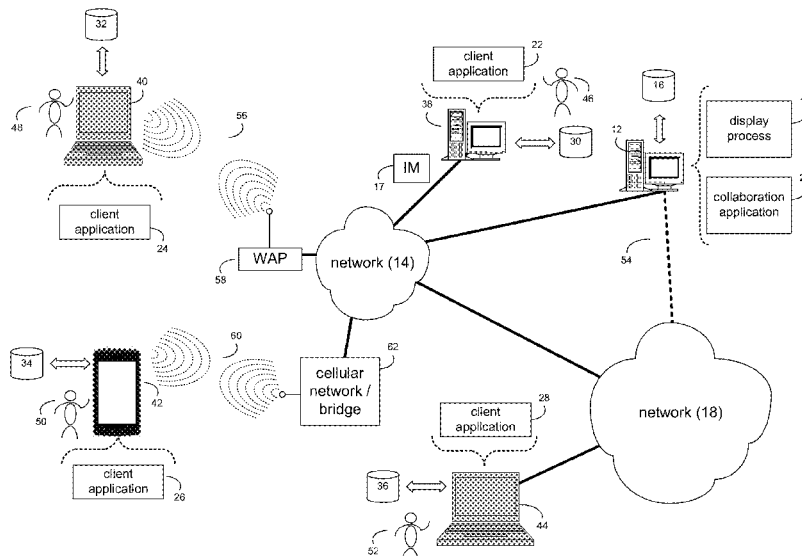 32
40
48
56
client
application
24
22
client
application
38
46
30
IM
17
16
12
display
process
collaboration
application
54
WAP
58
network (14)
60
34
42
50
62
cellular
network /
bridge
client
application
26
28
client
application
36
44
52
network (18)